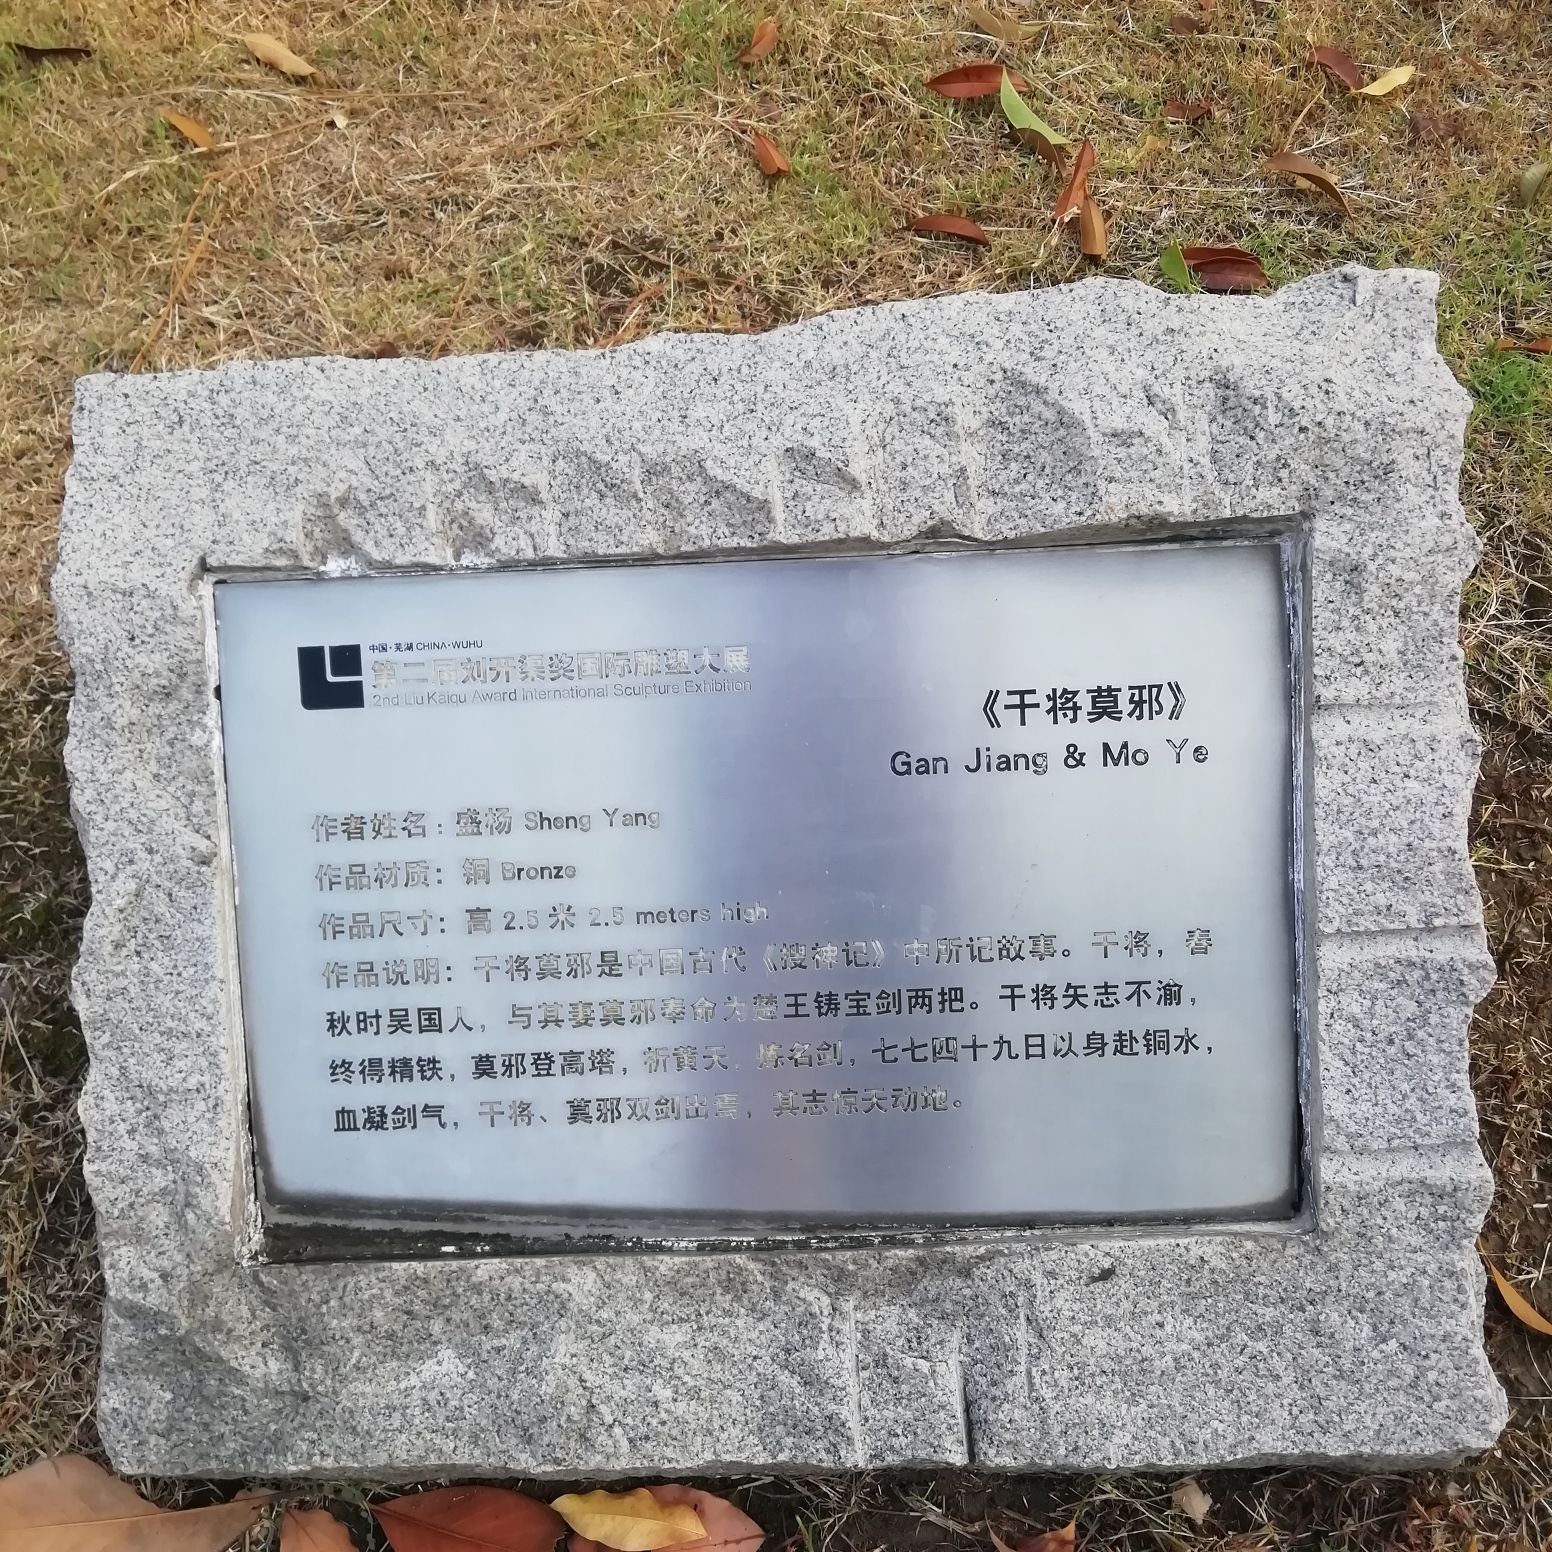 中国·芜湖 CHINA·WUHU
第二届刘开渠奖国际雕塑大展
2nd Liu Kaiqu Award International Sculpture Exhibition
《干将莫邪》
Gan Jiang & Mo Ye
作者姓名：盛杨 Sheng Yang
作品材质：铜 Bronze
作品尺寸：高 2.5 米 2.5 meters high
作品说明：干将莫邪是中国古代《搜神记》中所记故事。干将，春
秋时吴国人，与其妻莫邪奉命为楚王铸宝剑两把。干将矢志不渝，
终得精铁，莫邪登高塔，祈黄天，炼名剑，七七四十九日以身赴铜水，
血凝剑气，干将、莫邪双剑出焉，其志惊天动地。